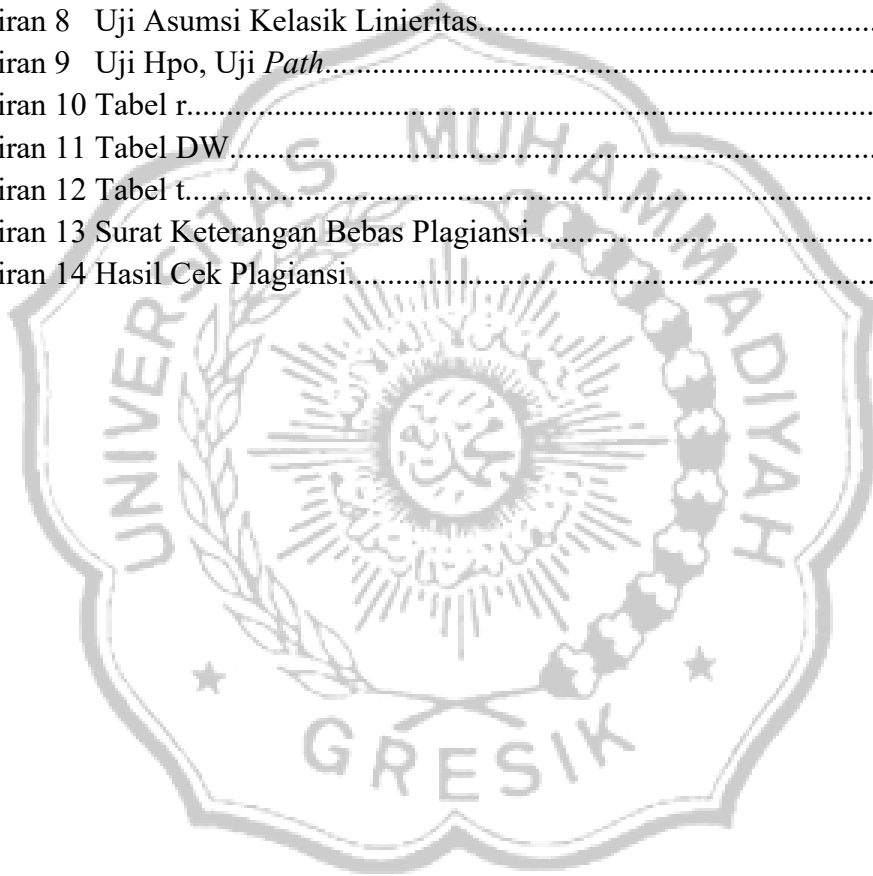 iran 8 Uji Asumsi Kelasik Linieritas
iran 9 Uji Hpo, Uji Path
iran 10 Tabel r
iran 11 Tabel DW
iran 12 Tabel t
iran 13 Surat Keterangan Bebas Plagiansi
iran 14 Hasil Cek Plagiansi
UNIVERSITAS MUHAMMADIYAH
GRESIK